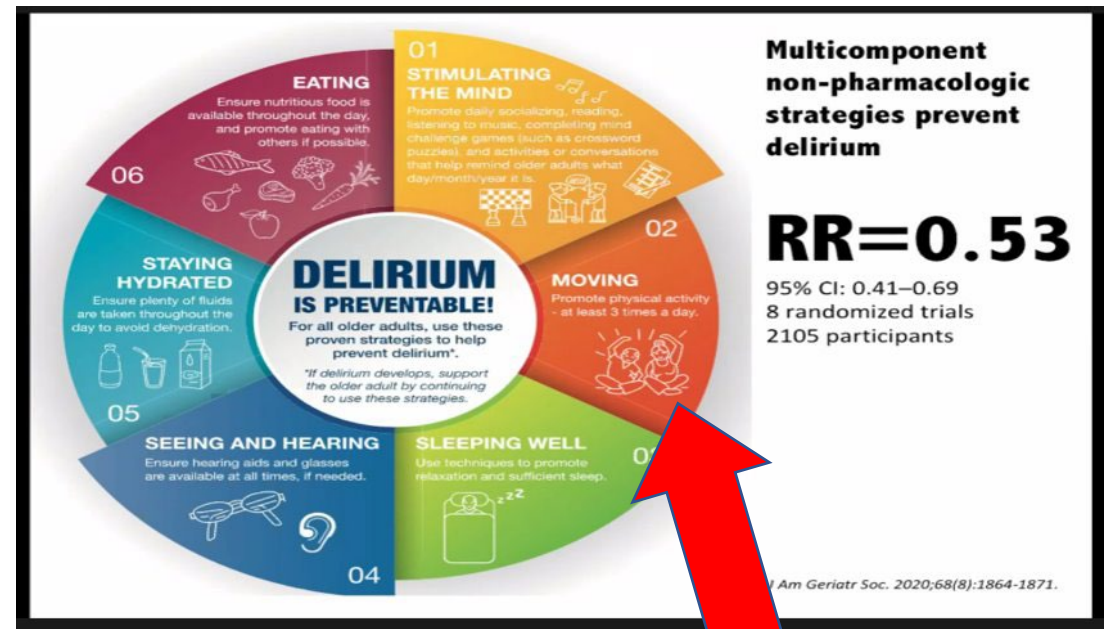 Multicomponent
non-pharmacologic
strategies prevent
delirium
RR=0.53
95% CI: 0.41–0.69
8 randomized trials
2105 participants
01
STIMULATING
THE MIND
Promote daily socializing, reading,
listening to music, completing mind
challenge games (such as crossword
puzzles), and activities or conversations
that help remind older adults what
day/month/year it is.
02
MOVING
Promote physical activity
- at least 3 times a day.
SLEEPING WELL
Use techniques to promote
relaxation and sufficient sleep.
zzz
04
SEEING AND HEARING
Ensure hearing aids and glasses
are available at all times, if needed.
05
STAYING
HYDRATED
Ensure plenty of fluids
are taken throughout the
day to avoid dehydration.
06
EATING
Ensure nutritious food is
available throughout the day,
and promote eating with
others if possible.
DELIRIUM
IS PREVENTABLE!
For all older adults, use these
proven strategies to help
prevent delirium*.
*If delirium develops, support
the older adult by continuing
to use these strategies.
Am Geriatr Soc. 2020;68(8):1864-1871.